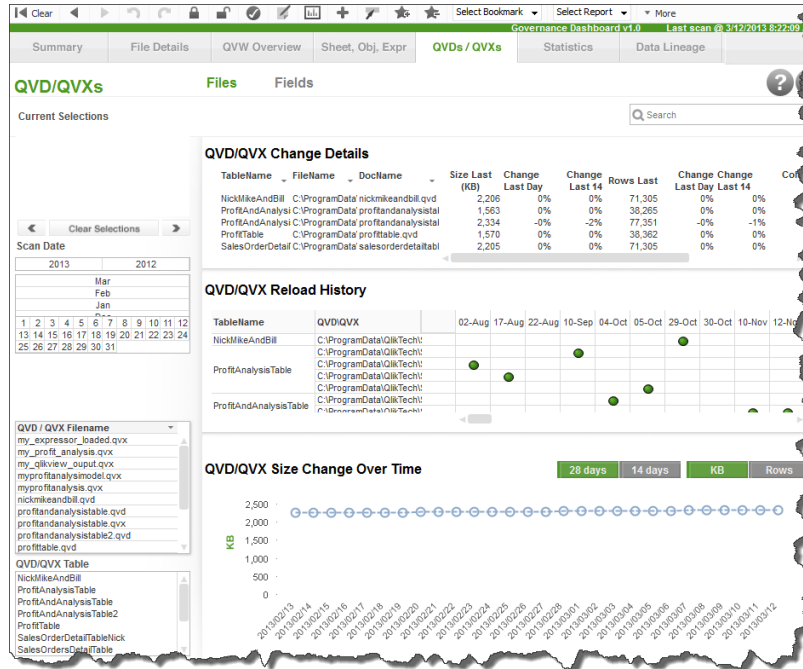 Clear Select Bookmark Select Report More
Governance Dashboard v1.0 Last scan @ 3/12/2013 8:22:09
Summary File Details QVW Overview Sheet, Obj, Expr QVDs / QVXs Statistics Data Lineage
QVD/QVXs Files Fields ?
Current Selections Search
QVD/QVX Change Details
TableName FileName DocName Size Last (KB) Change Last Day Change Last 14 Rows Last Change Last Day Change Last 14 Col
NickMikeAndBill C:\ProgramData\ nickmikeandbill.qvd 2,206 0% 0% 71,305 0% 0%
ProfitAndAnalysi C:\ProgramData\ profitandanalysistal 1,563 0% 0% 38,265 0% 0%
ProfitAndAnalysi C:\ProgramData\ profitandanalysistal 2,334 -0% -2% 77,351 -0% -1%
ProfitTable C:\ProgramData\ profittable.qvd 1,570 0% 0% 38,362 0% 0%
SalesOrderDetail C:\ProgramData\ salesorderdetailtabl 2,205 0% 0% 71,305 0% 0%
Clear Selections
Scan Date
2013 2012
Mar
Feb
Jan
1 2 3 4 5 6 7 8 9 10 11 12
13 14 15 16 17 18 19 20 21 22 23 24
25 26 27 28 29 30 31
QVD/QVX Reload History
TableName QVD\QVX 02-Aug 17-Aug 22-Aug 10-Sep 04-Oct 05-Oct 29-Oct 30-Oct 10-Nov 12-No
NickMikeAndBill C:\ProgramData\QlikTech\S
C:\ProgramData\QlikTech\S
ProfitAnalysisTable C:\ProgramData\QlikTech\S
C:\ProgramData\QlikTech\S
C:\ProgramData\QlikTech\S
ProfitAndAnalysisTable C:\ProgramData\QlikTech\S
C:\ProgramData\QlikTech\S
QVD / QVX Filename
my_expressor_loaded.qvx
my_profit_analysis.qvx
my_qlikview_ouput.qvx
myprofitanalysimodel.qvx
myprofitanalysis.qvx
nickmikeandbill.qvd
profitandanalysistable.qvd
profitandanalysistable.qvx
profitandanalysistable2.qvd
profittable.qvd
QVD/QVX Table
NickMikeAndBill
ProfitAnalysisTable
ProfitAndAnalysisTable
ProfitAndAnalysisTable2
ProfitTable
SalesOrderDetailTableNick
SalesOrdersDetailTable
QVD/QVX Size Change Over Time 28 days 14 days KB Rows
KB
2,500
2,000
1,500
1,000
500
0
2013/02/13 2013/02/14 2013/02/15 2013/02/16 2013/02/17 2013/02/18 2013/02/19 2013/02/20 2013/02/21 2013/02/22 2013/02/23 2013/02/24 2013/02/25 2013/02/26 2013/02/27 2013/02/28 2013/03/01 2013/03/02 2013/03/03 2013/03/04 2013/03/05 2013/03/06 2013/03/07 2013/03/08 2013/03/09 2013/03/10 2013/03/11 2013/03/12